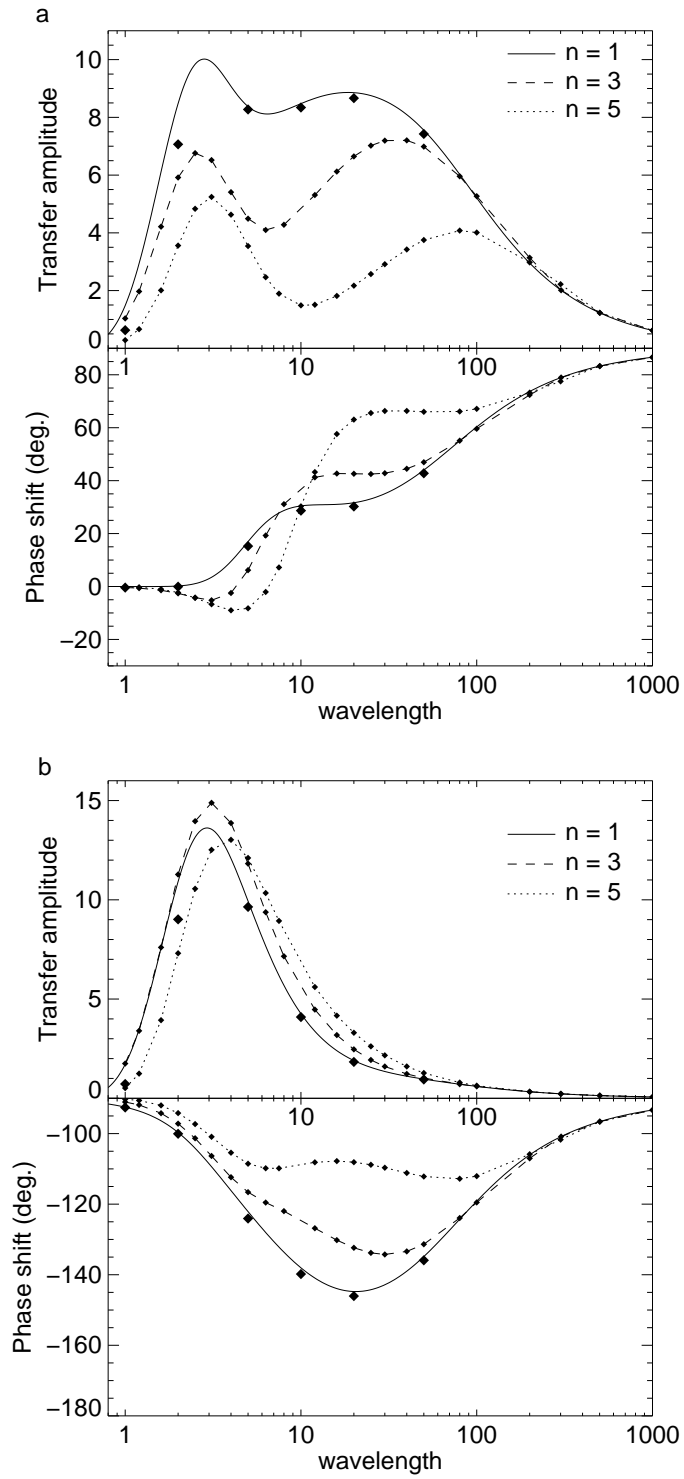 a
10
8
6
4
2
0
Transfer amplitude
n = 1
n = 3
n = 5
10
100
80
60
40
20
0
−20
Phase shift (deg.)
1
10
100
1000
wavelength
b
15
10
5
0
Transfer amplitude
n = 1
n = 3
n = 5
10
100
−100
−120
−140
−160
−180
Phase shift (deg.)
1
10
100
1000
wavelength